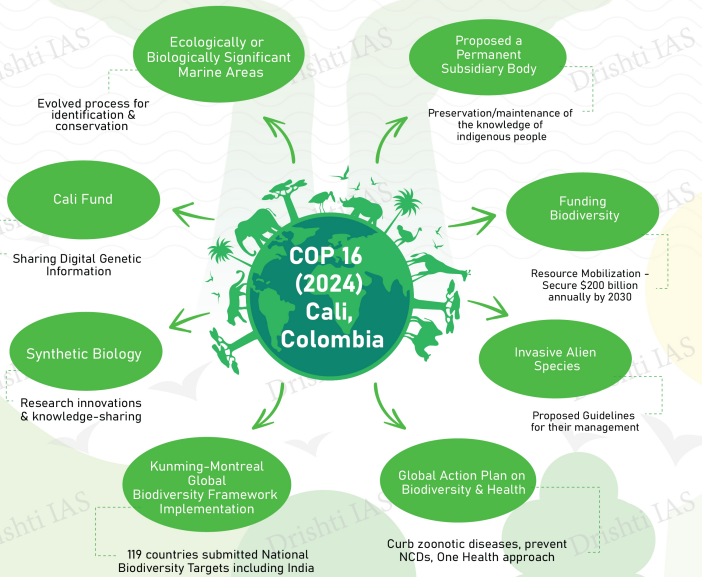 Ecologically or
Biologically Significant
Marine Areas
Evolved process for
identification &
conservation
Proposed a
Permanent
Subsidiary Body
Preservation/maintenance of
the knowledge of
indigenous people
Cali Fund
Sharing Digital Genetic
Information
Funding
Biodiversity
Resource Mobilization -
Secure $200 billion
annually by 2030
COP 16
(2024)
Cali,
Colombia
Synthetic Biology
Research innovations
& knowledge-sharing
Invasive Alien
Species
Proposed Guidelines
for their management
Kunming-Montreal
Global
Biodiversity Framework
Implementation
119 countries submitted National
Biodiversity Targets including India
Global Action Plan on
Biodiversity & Health
Curb zoonotic diseases, prevent
NCDs, One Health approach
Drishti IAS
Drishti IAS
Drishti IAS
Drishti IAS
Drishti IAS
Drishti IAS
Drishti IAS
Drishti IAS
Drishti IAS